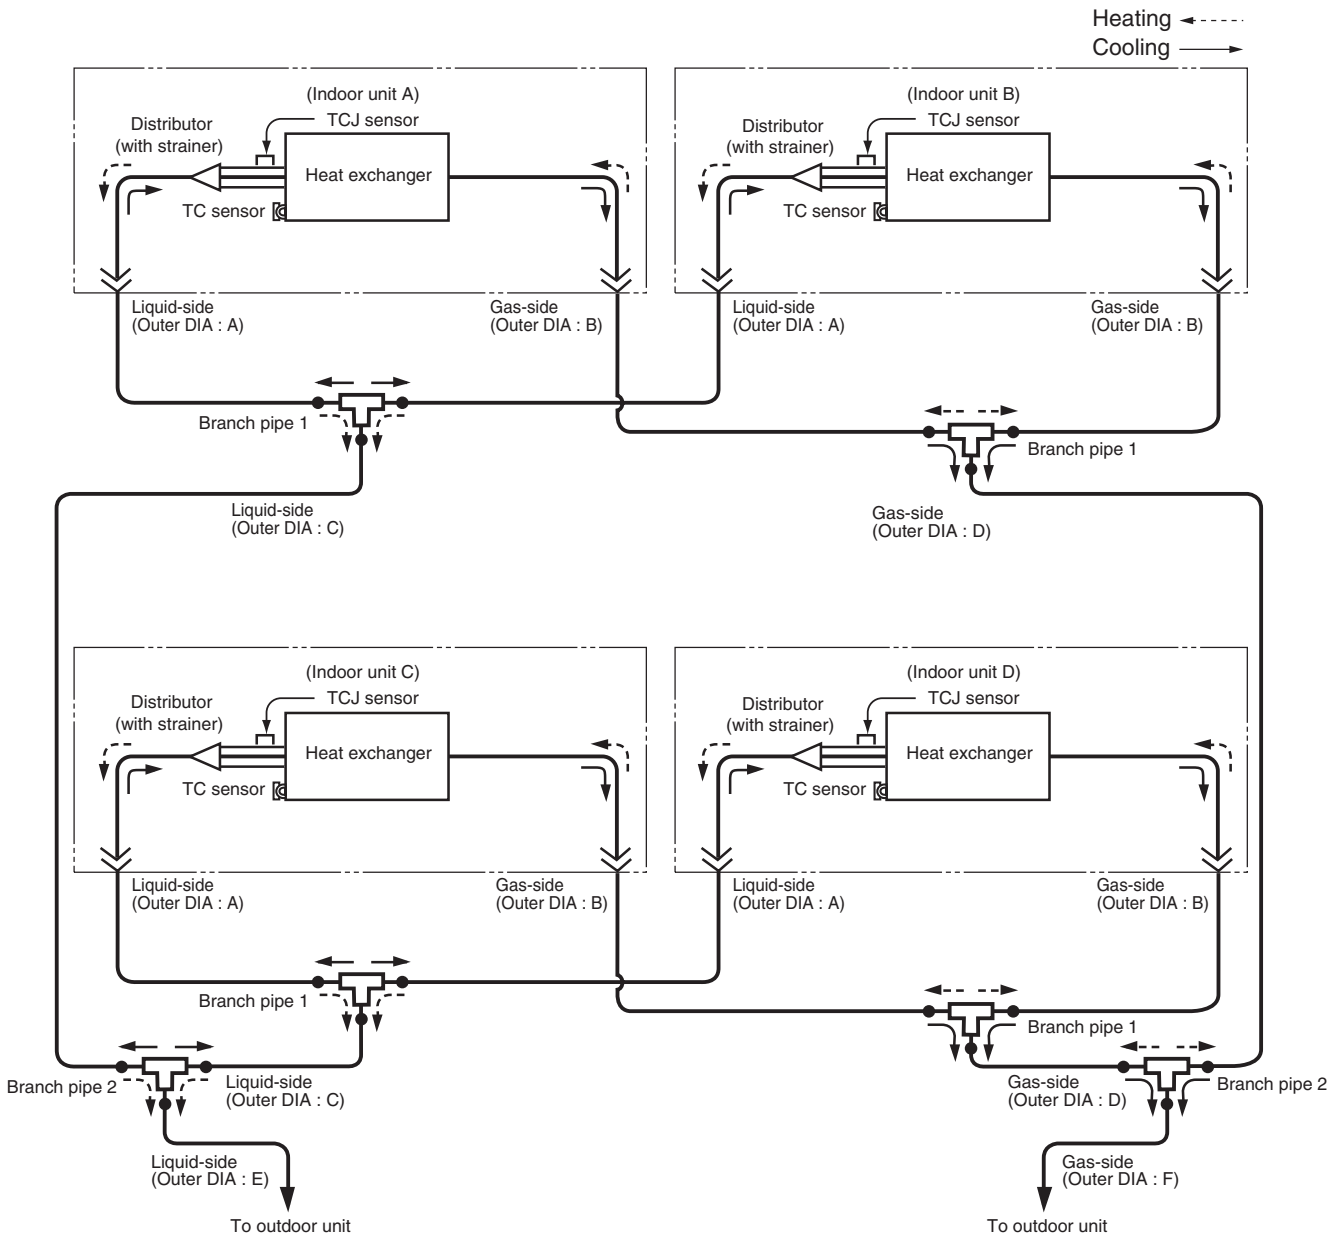 Heating
Cooling
(Indoor unit A)
TCJ sensor
Distributor
(with strainer)
Heat exchanger
TC sensor
Liquid-side
(Outer DIA : A)
Gas-side
(Outer DIA : B)
(Indoor unit B)
TCJ sensor
Distributor
(with strainer)
Heat exchanger
TC sensor
Liquid-side
(Outer DIA : A)
Gas-side
(Outer DIA : B)
Branch pipe 1
Branch pipe 1
Liquid-side
(Outer DIA : C)
Gas-side
(Outer DIA : D)
(Indoor unit C)
TCJ sensor
Distributor
(with strainer)
Heat exchanger
TC sensor
Liquid-side
(Outer DIA : A)
Gas-side
(Outer DIA : B)
(Indoor unit D)
TCJ sensor
Distributor
(with strainer)
Heat exchanger
TC sensor
Liquid-side
(Outer DIA : A)
Gas-side
(Outer DIA : B)
Branch pipe 1
Branch pipe 1
Branch pipe 2
Liquid-side
(Outer DIA : C)
Gas-side
(Outer DIA : D)
Branch pipe 2
Liquid-side
(Outer DIA : E)
Gas-side
(Outer DIA : F)
To outdoor unit
To outdoor unit